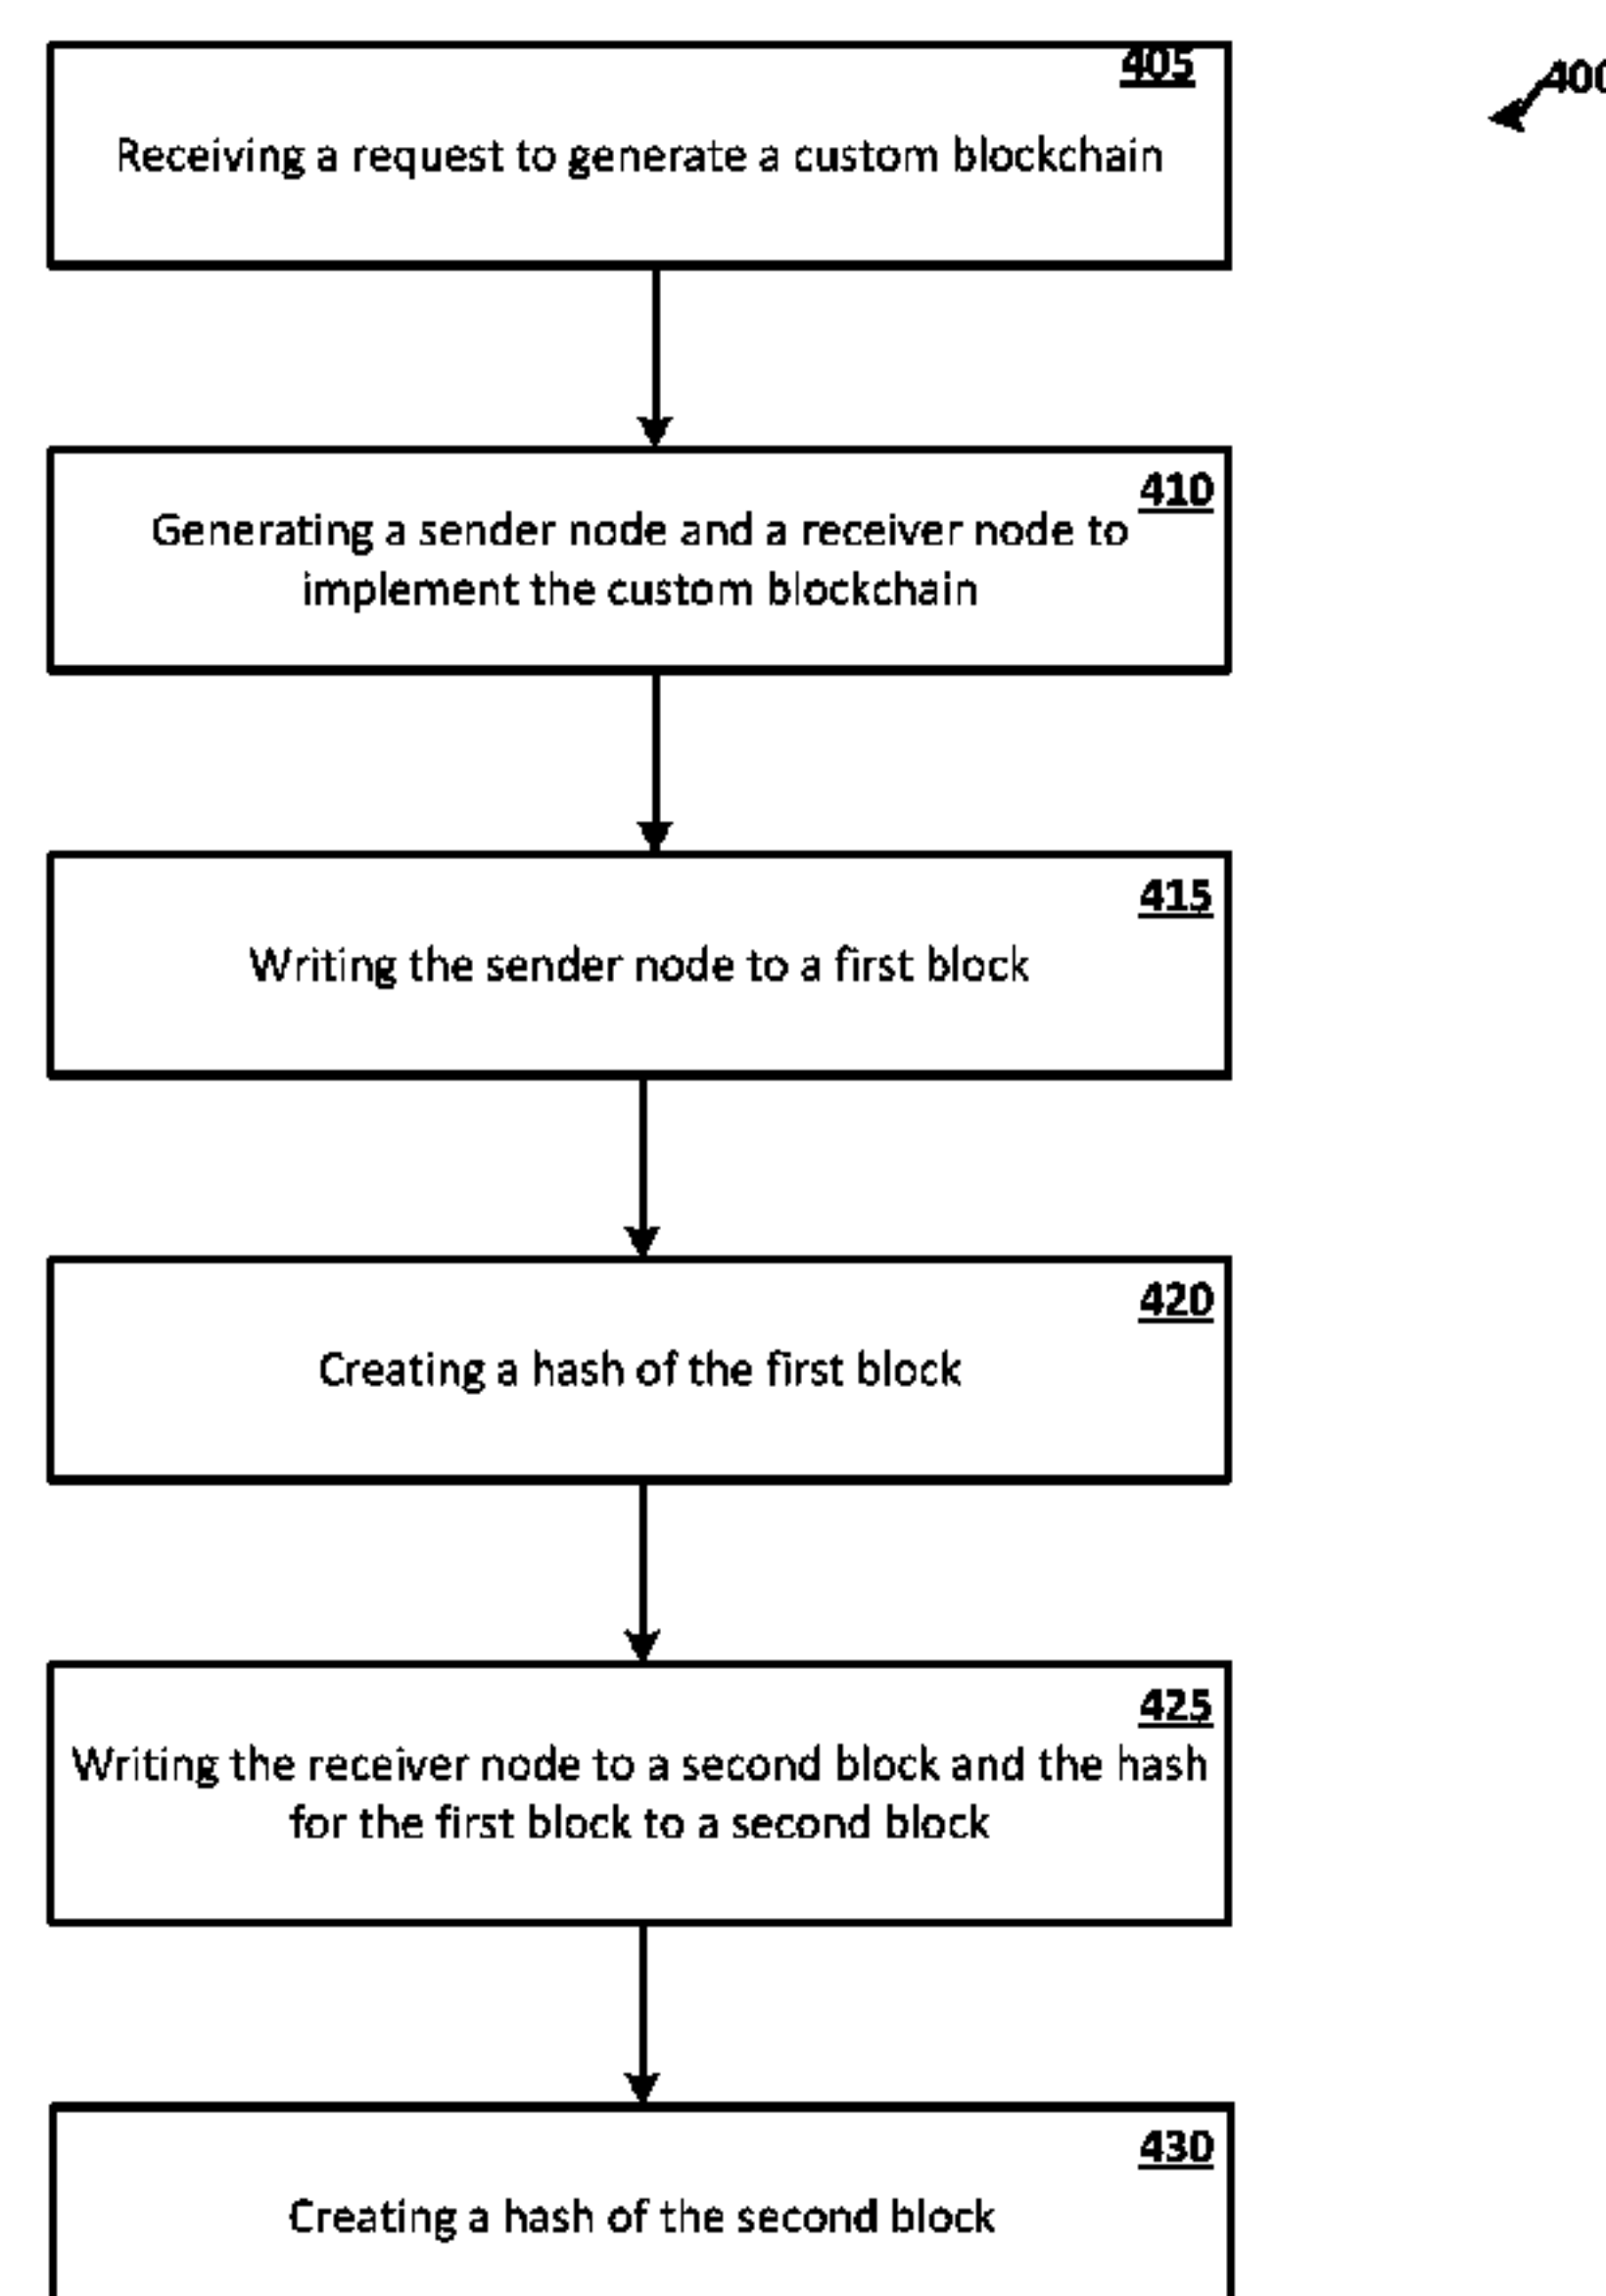 405
400
Receiving a request to generate a custom blockchain
410
Generating a sender node and a receiver node to
implement the custom blockchain
415
Writing the sender node to a first block
420
Creating a hash of the first block
425
Writing the receiver node to a second block and the hash
for the first block to a second block
430
Creating a hash of the second block